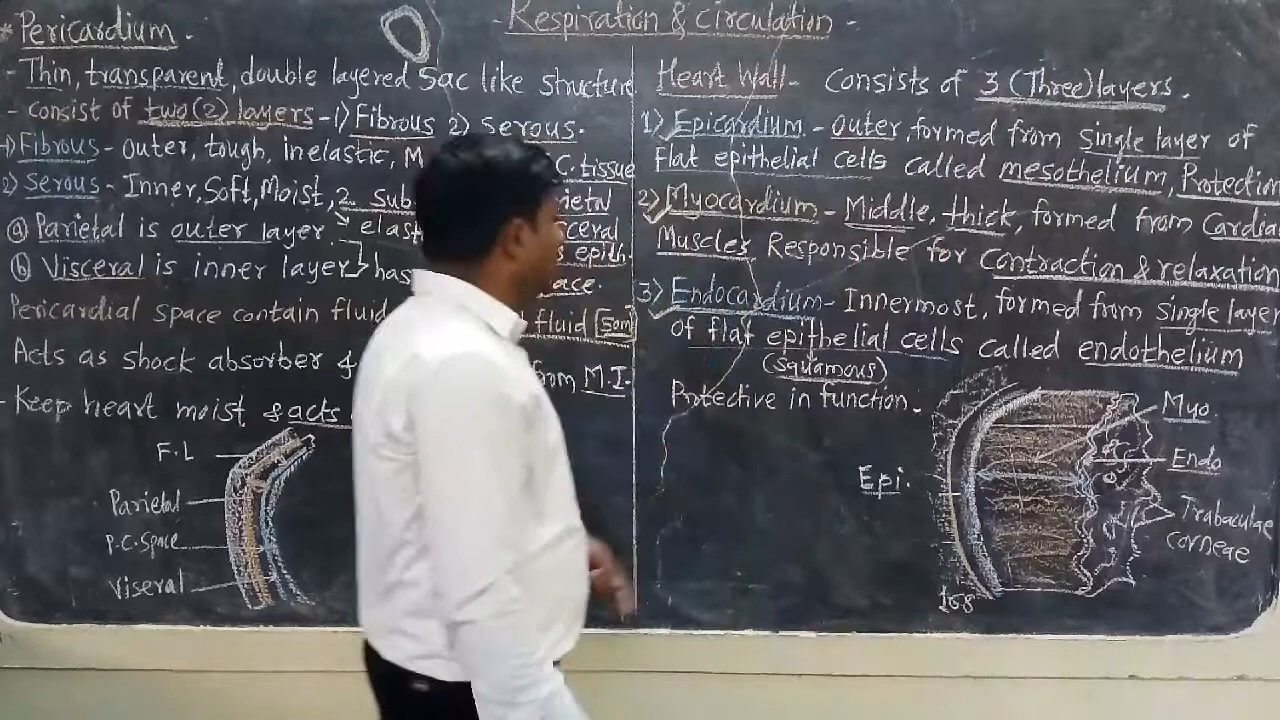 - Respiration & Circulation -
* Pericardium .
- Thin, transparent, double layered Sac like structure
- consist of two(2) layers - 1) Fibrous 2) Serous.
1) Fibrous - outer, tough, inelastic, M C. tissue
2) Serous - Inner, Soft, Moist, 2 sub ietal
ⓐ Parietal is outer layer. elast sceral
ⓑ Visceral is inner layer has s epith.
ace.
Pericardial space contain fluid fluid [50ml
Acts as shock absorber & from M.I.
- Keep heart moist & acts
F.L
Parietal
P.C. Space
Viseral
Heart Wall - Consists of 3 (Three) layers .
1) Epicardium - outer, formed from Single layer of
flat epithelial cells called mesothelium, Protection
2) Myocardium - Middle, thick, formed from Cardia
Muscles Responsible for Contraction & relaxation
3) Endocardium - Innermost, formed from single layer
of flat epithelial cells called endothelium
(Squamous)
Protective in function .
Myo.
Epi.
Endo
Trabaculae
corneae
168